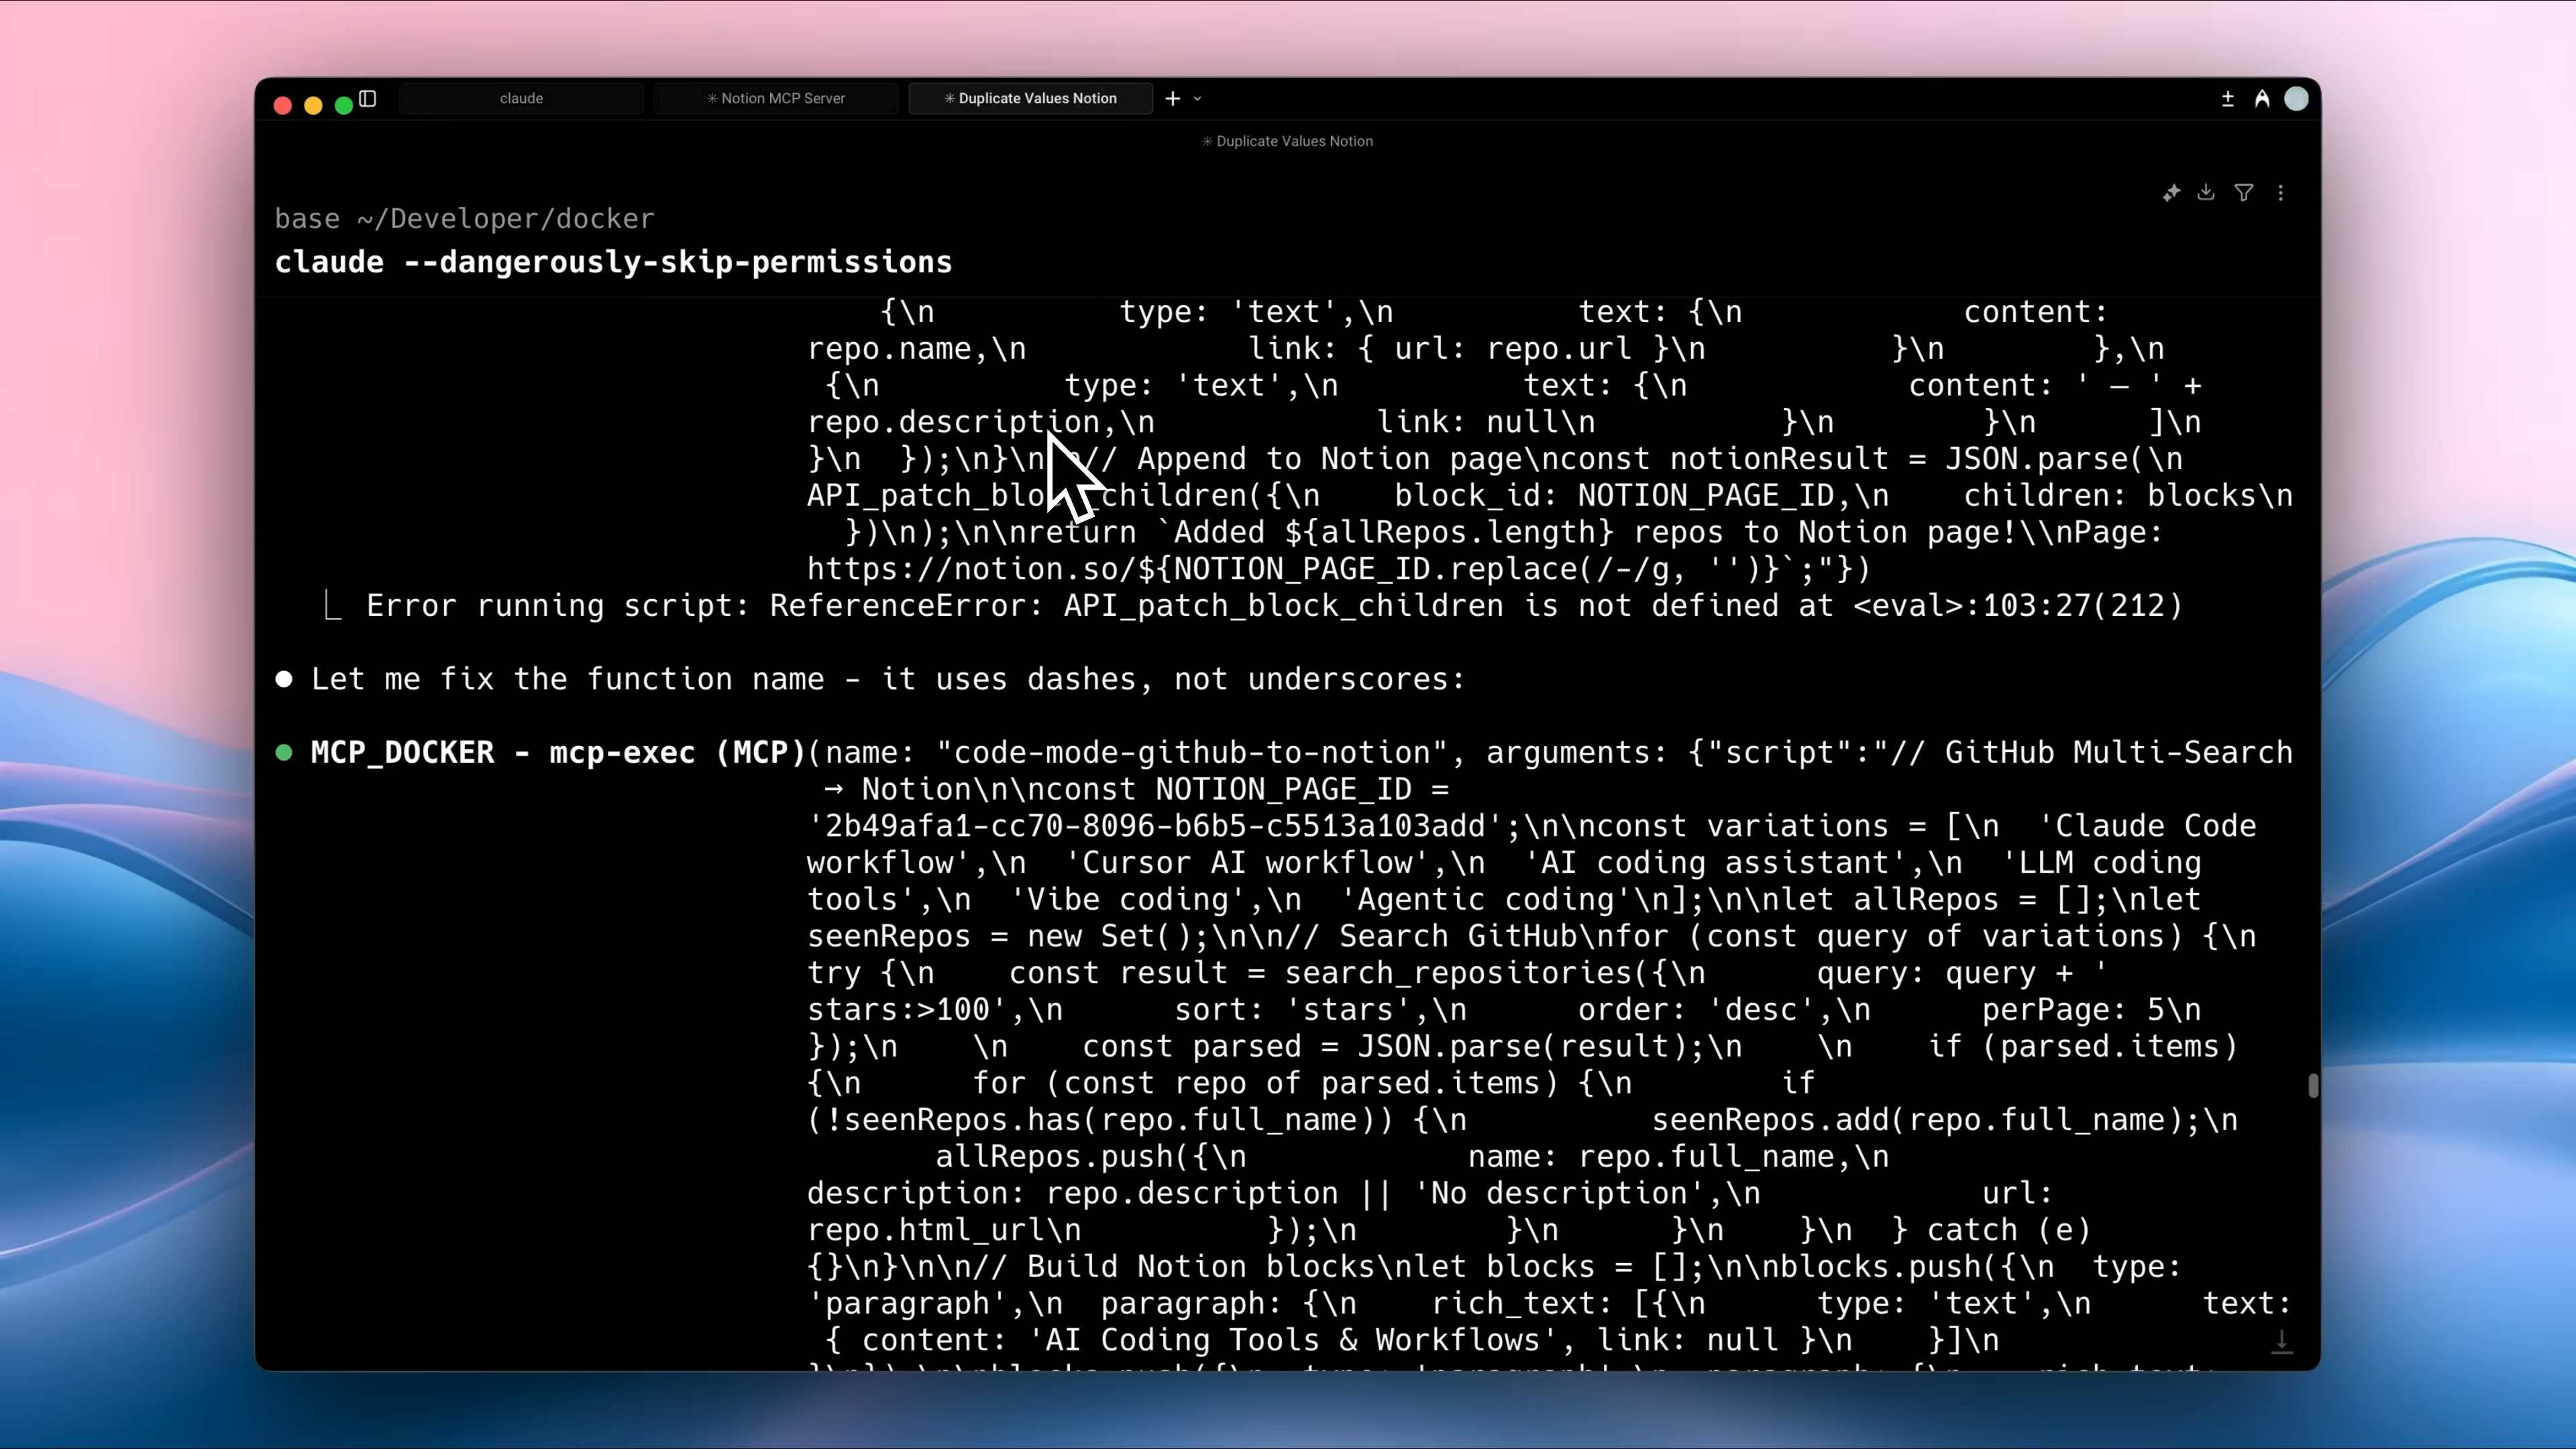 claude
✳ Notion MCP Server
✳ Duplicate Values Notion
✳ Duplicate Values Notion
base ~/Developer/docker
claude --dangerously-skip-permissions
{\n          type: 'text',\n          text: {\n            content:
repo.name,\n            link: { url: repo.url }\n          }\n        },\n
{\n          type: 'text',\n          text: {\n            content: ' — ' +
repo.description,\n            link: null\n          }\n        }\n      ]\n
}\n  });\n}\n\n// Append to Notion page\nconst notionResult = JSON.parse(\n
API_patch_block_children({\n    block_id: NOTION_PAGE_ID,\n    children: blocks\n
})\n);\n\nreturn `Added ${allRepos.length} repos to Notion page!\\nPage:
https://notion.so/${NOTION_PAGE_ID.replace(/-/g, '')}`;"})
⎿ Error running script: ReferenceError: API_patch_block_children is not defined at <eval>:103:27(212)
● Let me fix the function name - it uses dashes, not underscores:
● MCP_DOCKER - mcp-exec (MCP)(name: "code-mode-github-to-notion", arguments: {"script":"// GitHub Multi-Search
→ Notion\n\nconst NOTION_PAGE_ID =
'2b49afa1-cc70-8096-b6b5-c5513a103add';\n\nconst variations = [\n  'Claude Code
workflow',\n  'Cursor AI workflow',\n  'AI coding assistant',\n  'LLM coding
tools',\n  'Vibe coding',\n  'Agentic coding'\n];\n\nlet allRepos = [];\nlet
seenRepos = new Set();\n\n// Search GitHub\nfor (const query of variations) {\n
try {\n    const result = search_repositories({\n      query: query + '
stars:>100',\n      sort: 'stars',\n      order: 'desc',\n      perPage: 5\n
});\n    \n    const parsed = JSON.parse(result);\n    \n    if (parsed.items)
{\n      for (const repo of parsed.items) {\n        if
(!seenRepos.has(repo.full_name)) {\n          seenRepos.add(repo.full_name);\n
allRepos.push({\n            name: repo.full_name,\n
description: repo.description || 'No description',\n            url:
repo.html_url\n          });\n        }\n      }\n    }\n  } catch (e)
{}\n}\n\n// Build Notion blocks\nlet blocks = [];\n\nblocks.push({\n  type:
'paragraph',\n  paragraph: {\n    rich_text: [{\n      type: 'text',\n      text:
{ content: 'AI Coding Tools & Workflows', link: null }\n    }]\n